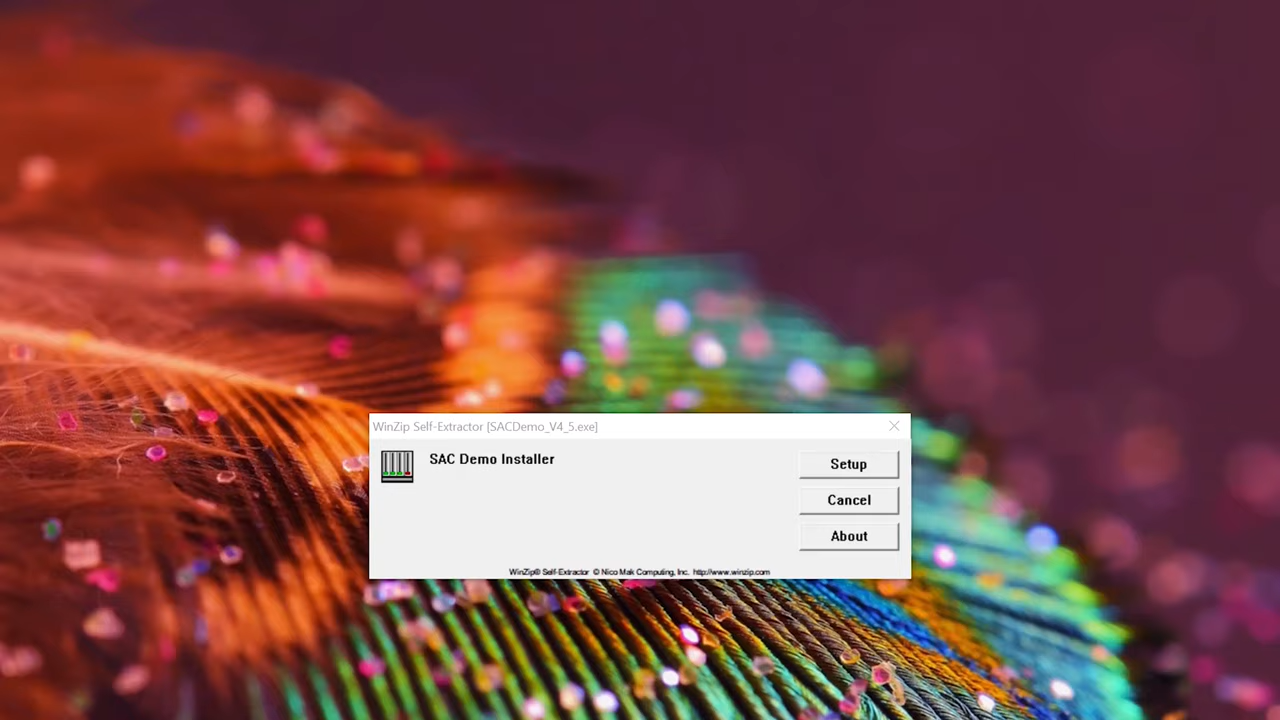 WinZip Self-Extractor [SACDemo_V4_5.exe]
SAC Demo Installer
Setup
Cancel
About
WinZip® Self-Extractor © Nico Mak Computing, Inc. http://www.winzip.com